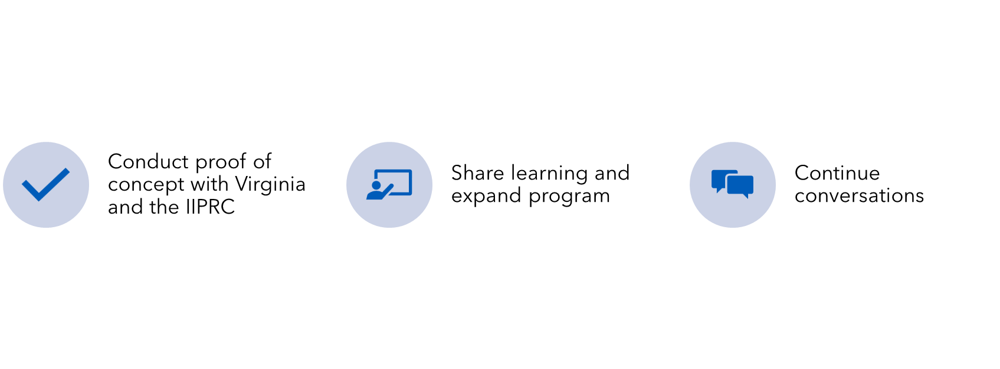 Conduct proof of
concept with Virginia
and the IIPRC
Share learning and
expand program
Continue
conversations